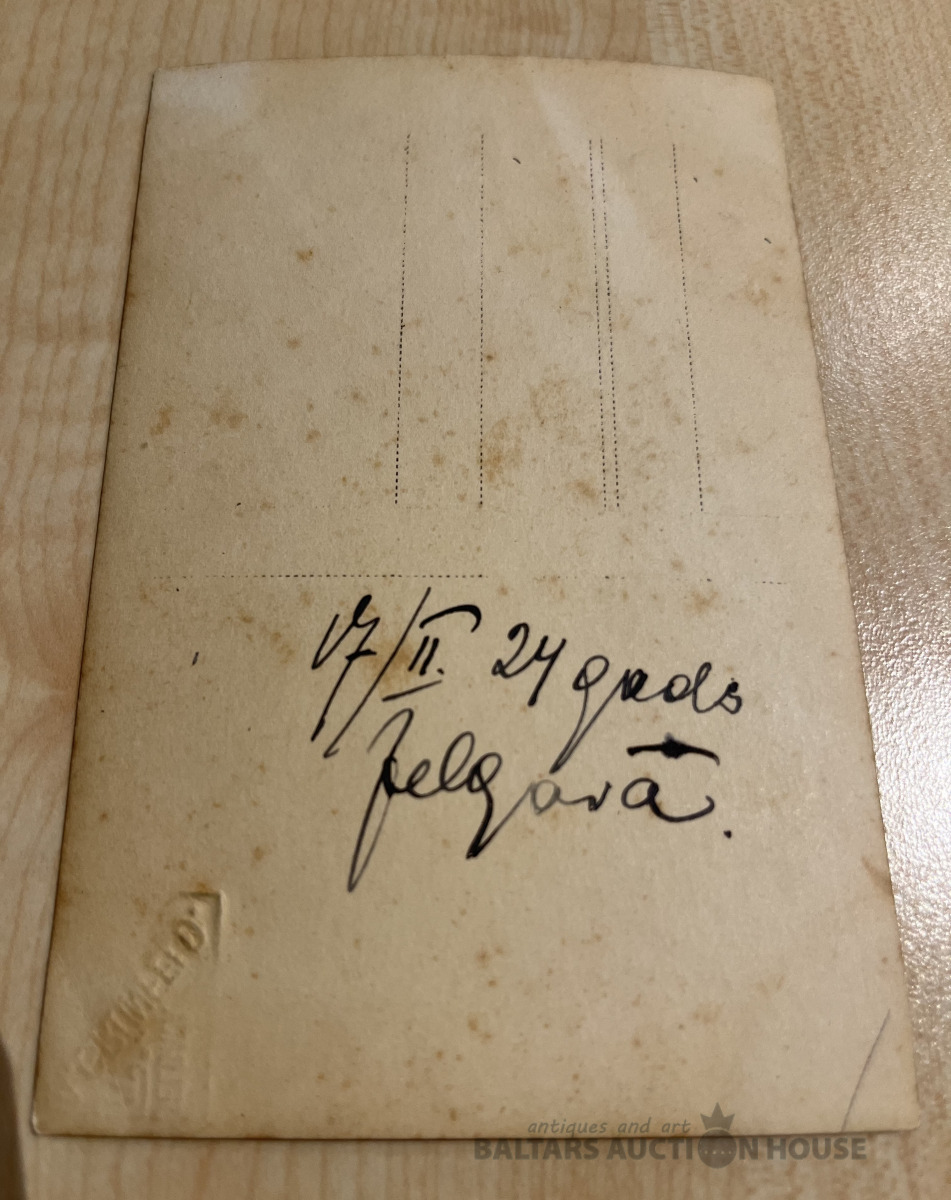 17/II. 24 gads
Jelgavā.
antiques and art
BALTARS AUCTION HOUSE